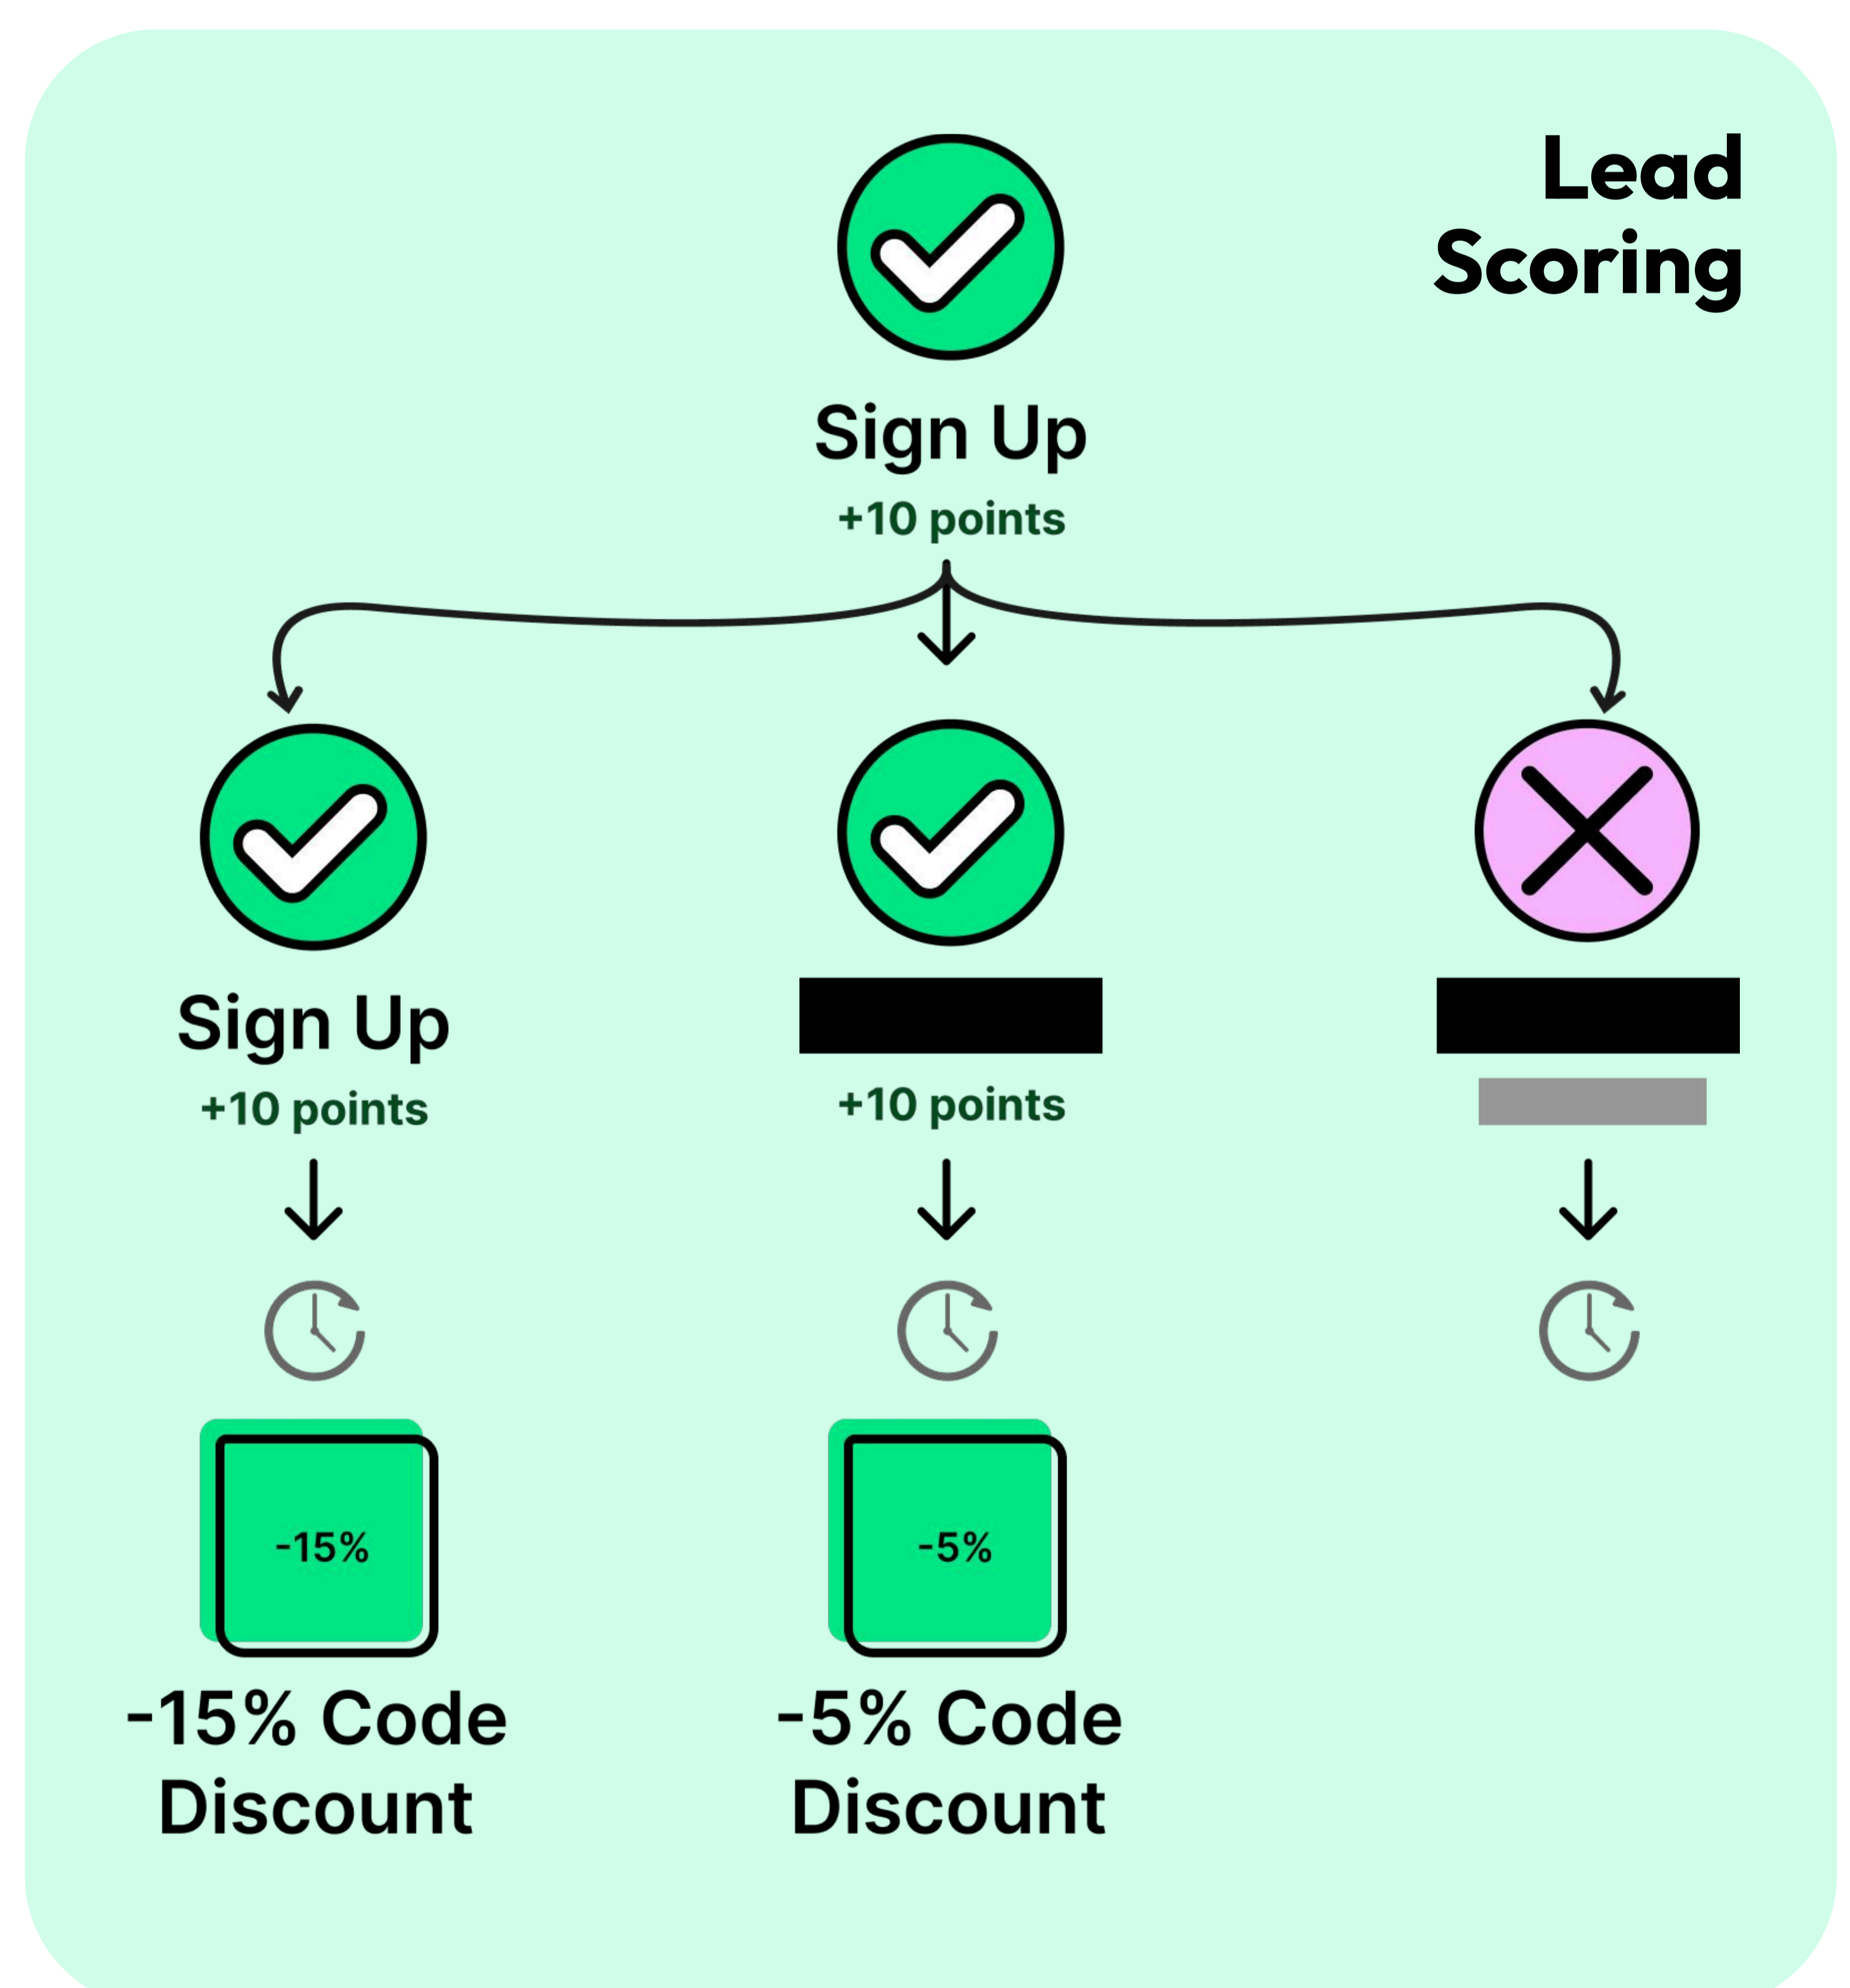 Lead
Scoring
Sign Up
+10 points
Sign Up
+10 points
+10 points
-15%
-5%
-15% Code
Discount
-5% Code
Discount